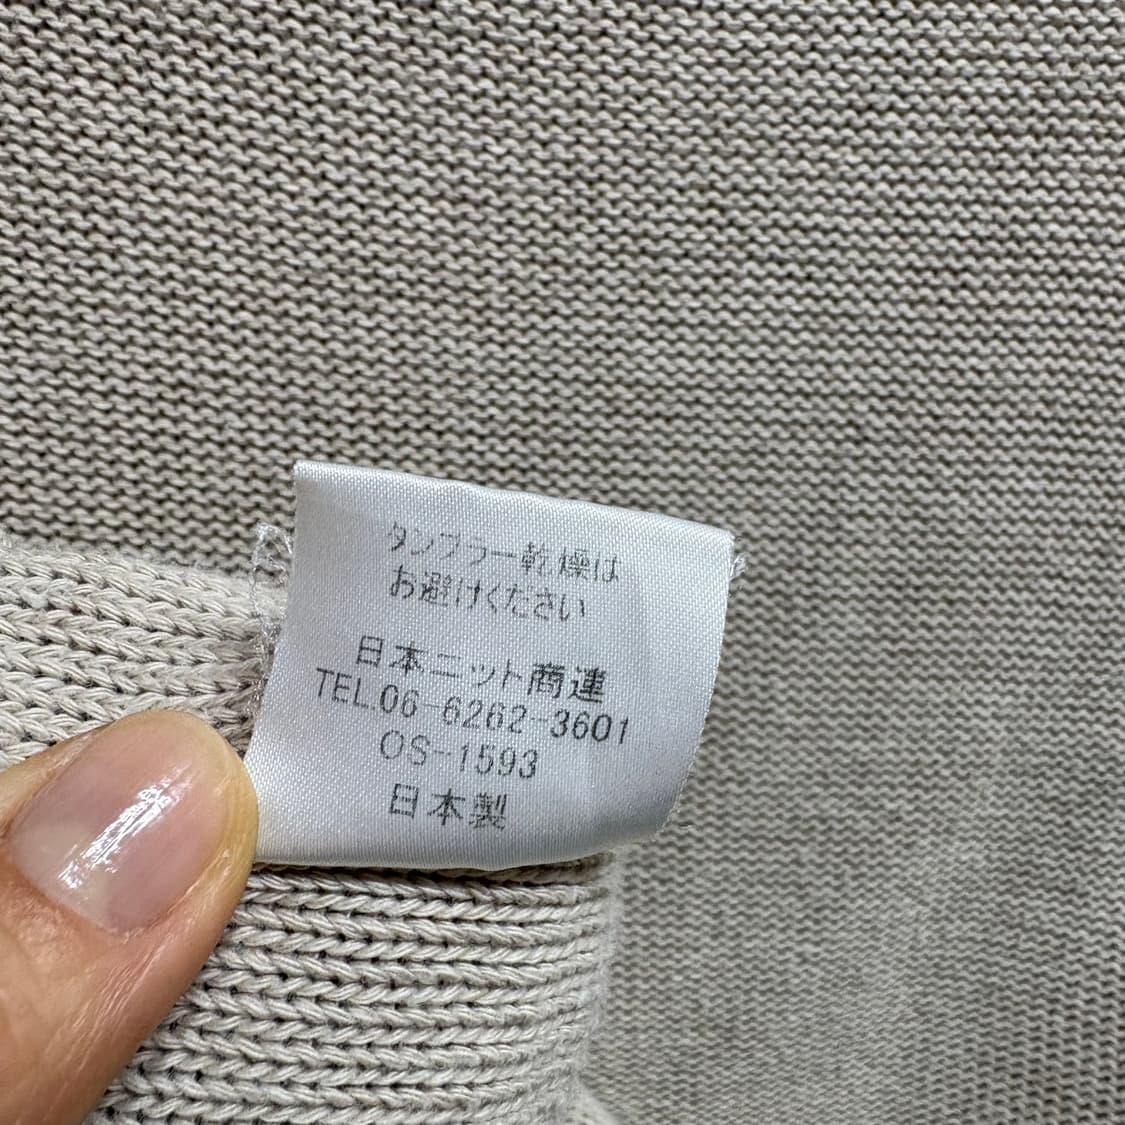 タンブラー乾燥は
お避けください
日本ニット商連
TEL.06-6262-3601
OS-1593
日本製